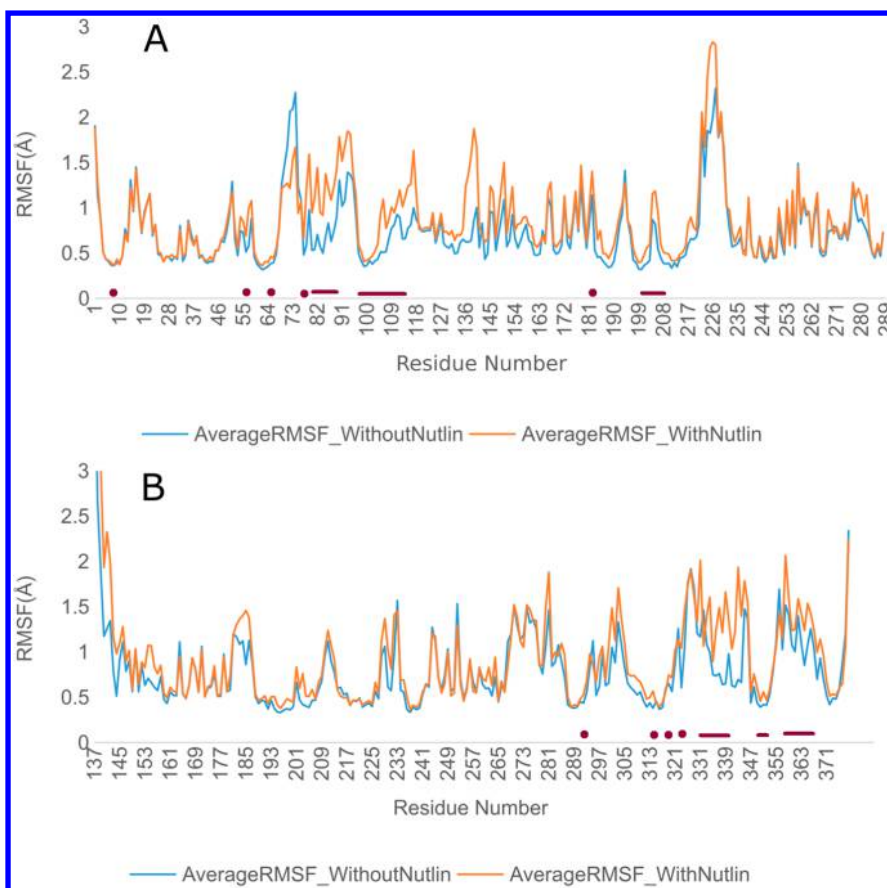 A
3
2.5
2
1.5
1
0.5
0
RMSF(Å)
1 10 19 28 37 46 55 64 73 82 91 100 109 118 127 136 145 154 163 172 181 190 199 208 217 226 235 244 253 262 271 280 289
Residue Number
AverageRMSF_WithoutNutlin AverageRMSF_WithNutlin
B
3
2.5
2
1.5
1
0.5
0
RMSF(Å)
137 145 153 161 169 177 185 193 201 209 217 225 233 241 249 257 265 273 281 289 297 305 313 321 331 339 347 355 363 371
Residue Number
AverageRMSF_WithoutNutlin AverageRMSF_WithNutlin